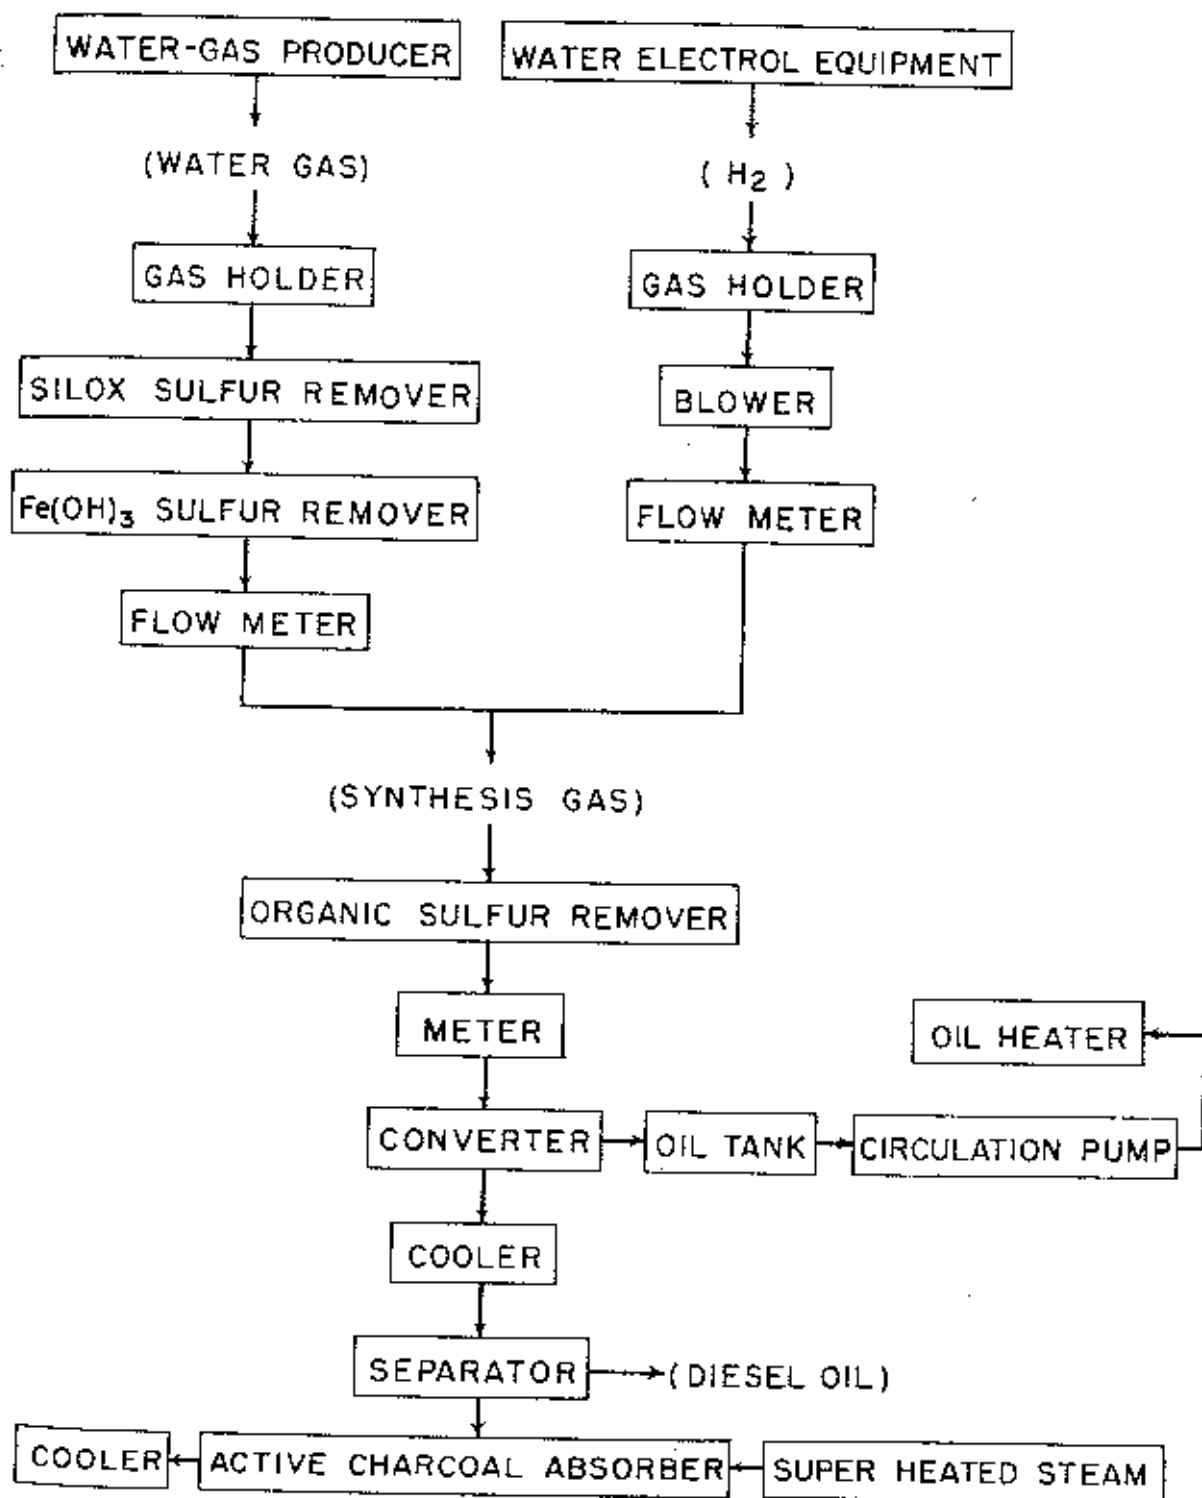 WATER-GAS PRODUCER
WATER ELECTROL EQUIPMENT
(WATER GAS)
(H₂)
GAS HOLDER
GAS HOLDER
SILOX SULFUR REMOVER
BLOWER
Fe(OH)₃ SULFUR REMOVER
FLOW METER
FLOW METER
(SYNTHESIS GAS)
ORGANIC SULFUR REMOVER
METER
OIL HEATER
CONVERTER
OIL TANK
CIRCULATION PUMP
COOLER
SEPARATOR
(DIESEL OIL)
COOLER
ACTIVE CHARCOAL ABSORBER
SUPER HEATED STEAM